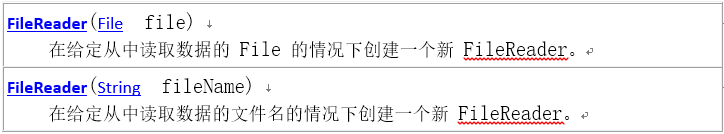 FileReader(File file) ↓
在给定从中读取数据的 File 的情况下创建一个新 FileReader。↵
FileReader(String fileName) ↓
在给定从中读取数据的文件名的情况下创建一个新 FileReader。↵